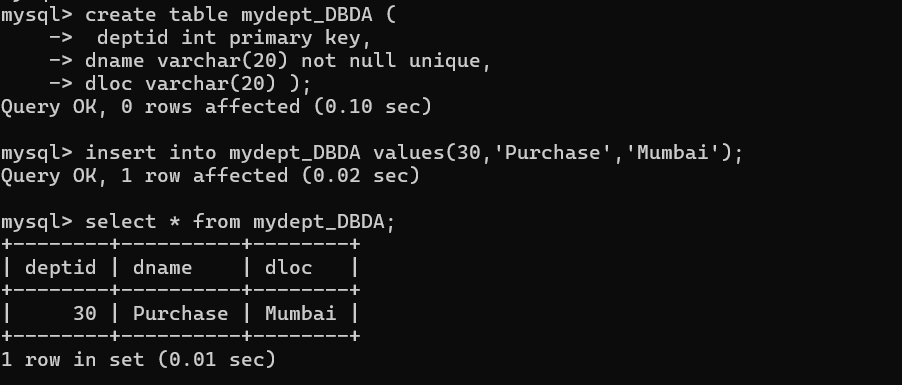 mysql> create table mydept_DBDA (
    ->  deptid int primary key,
    -> dname varchar(20) not null unique,
    -> dloc varchar(20) );
Query OK, 0 rows affected (0.10 sec)

mysql> insert into mydept_DBDA values(30,'Purchase','Mumbai');
Query OK, 1 row affected (0.02 sec)

mysql> select * from mydept_DBDA;
+--------+----------+--------+
| deptid | dname    | dloc   |
+--------+----------+--------+
|     30 | Purchase | Mumbai |
+--------+----------+--------+
1 row in set (0.01 sec)